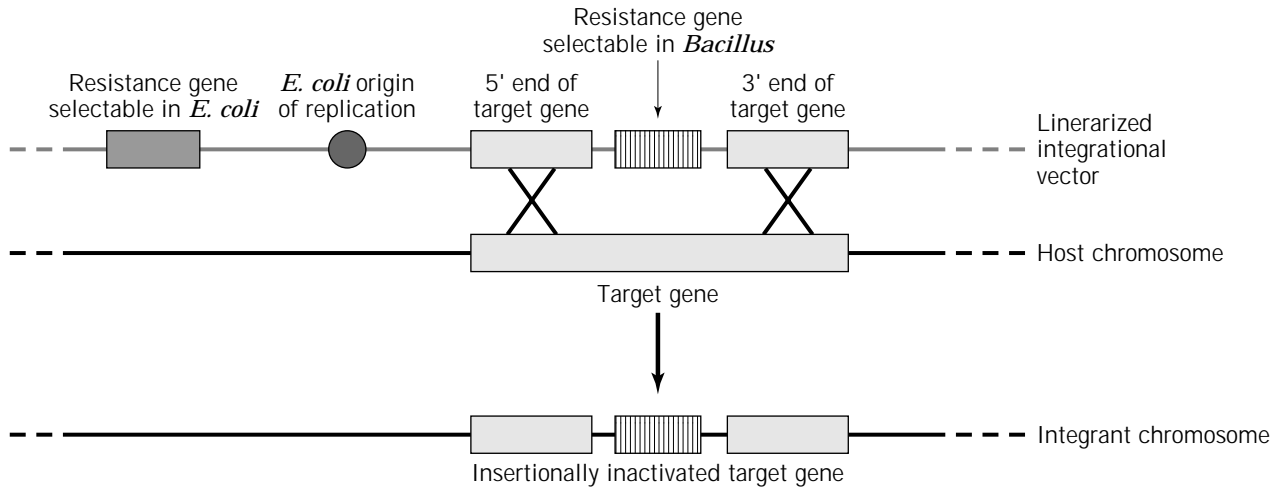 Resistance gene
selectable in Bacillus
Resistance gene
selectable in E. coli
E. coli origin
of replication
5' end of
target gene
3' end of
target gene
Linerarized
integrational
vector
Host chromosome
Target gene
Integrant chromosome
Insertionally inactivated target gene